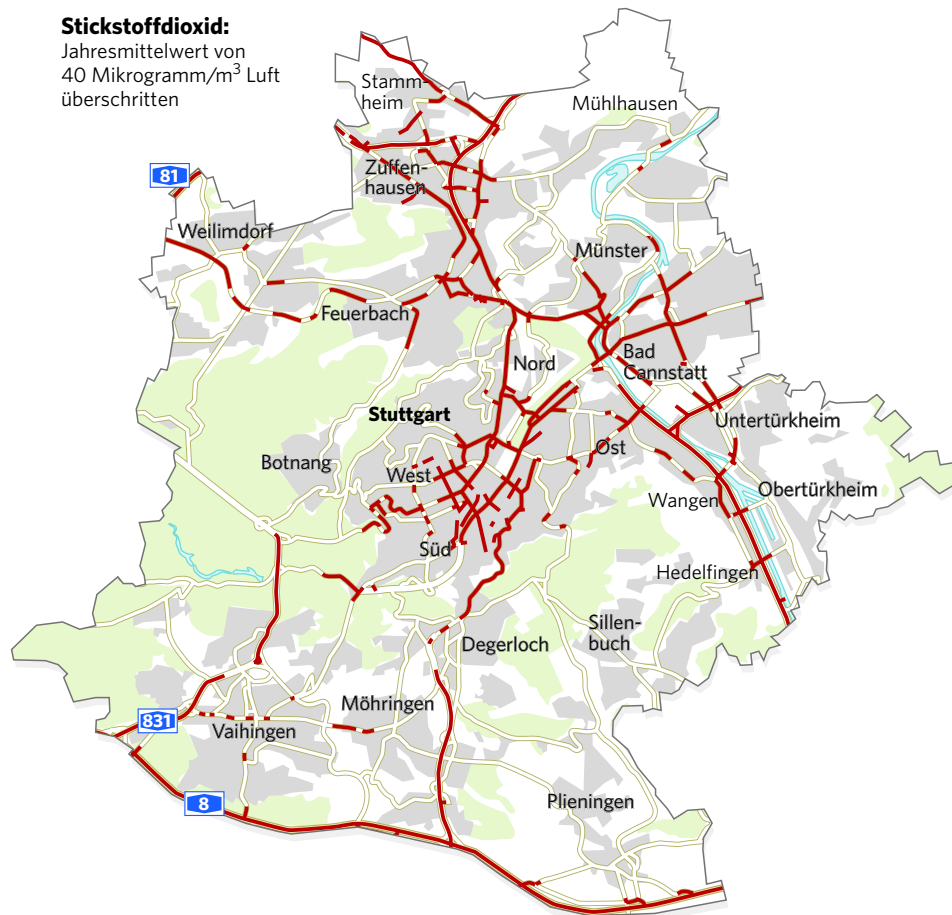 Stickstoffdioxid:
Jahresmittelwert von
40 Mikrogramm/m³ Luft
überschritten
Stamm-
heim
Mühlhausen
81
Zuffen-
hausen
Weilimdorf
Münster
Feuerbach
Nord
Bad
Cannstatt
Stuttgart
Untertürkheim
Ost
Botnang
West
Obertürkheim
Wangen
Süd
Hedelfingen
Sillen-
buch
Degerloch
Möhringen
831
Vaihingen
8
Plieningen